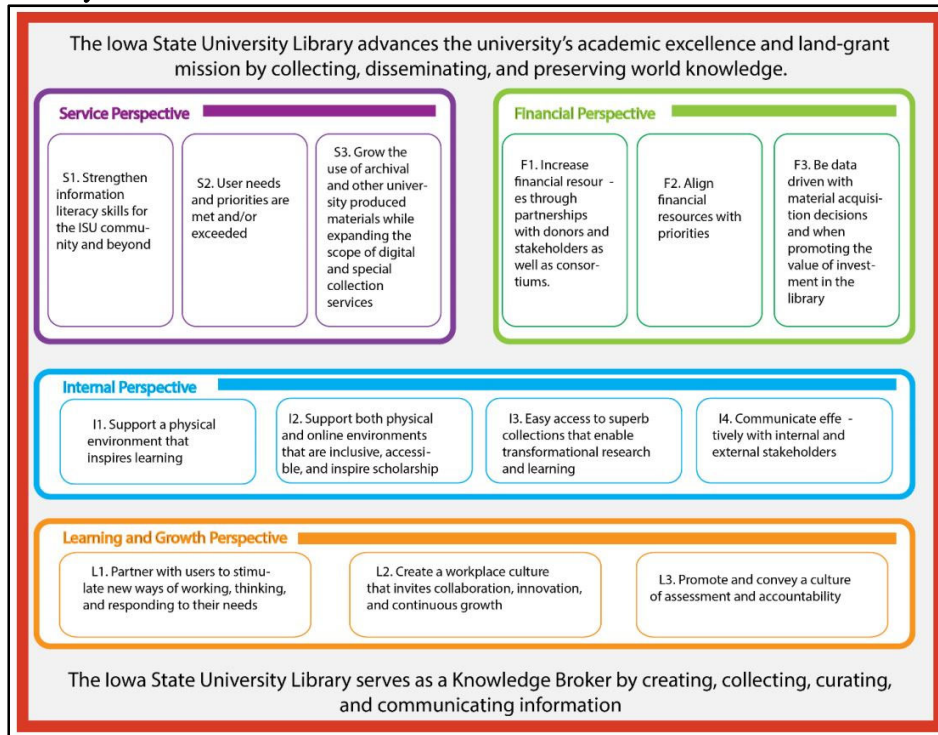 The Iowa State University Library advances the university's academic excellence and land-grant
mission by collecting, disseminating, and preserving world knowledge.
Service Perspective
S1. Strengthen
information
literacy skills for
the ISU commu-
nity and beyond
S2. User needs
and priorities are
met and/or
exceeded
S3. Grow the
use of archival
and other univer-
sity produced
materials while
expanding the
scope of digital
and special
collection
services
Financial Perspective
F1. Increase
financial resour -
es through
partnerships
with donors and
stakeholders as
well as consor-
tiums.
F2. Align
financial
resources with
priorities
F3. Be data
driven with
material acquisi-
tion decisions
and when
promoting the
value of invest-
ment in the
library
Internal Perspective
I1. Support a physical
environment that
inspires learning
I2. Support both physical
and online environments
that are inclusive, accessi-
ble, and inspire scholarship
I3. Easy access to superb
collections that enable
transformational research
and learning
I4. Communicate effe -
tively with internal and
external stakeholders
Learning and Growth Perspective
L1. Partner with users to stimu-
late new ways of working, thinking,
and responding to their needs
L2. Create a workplace culture
that invites collaboration, innovation,
and continuous growth
L3. Promote and convey a culture
of assessment and accountability
The Iowa State University Library serves as a Knowledge Broker by creating, collecting, curating,
and communicating information